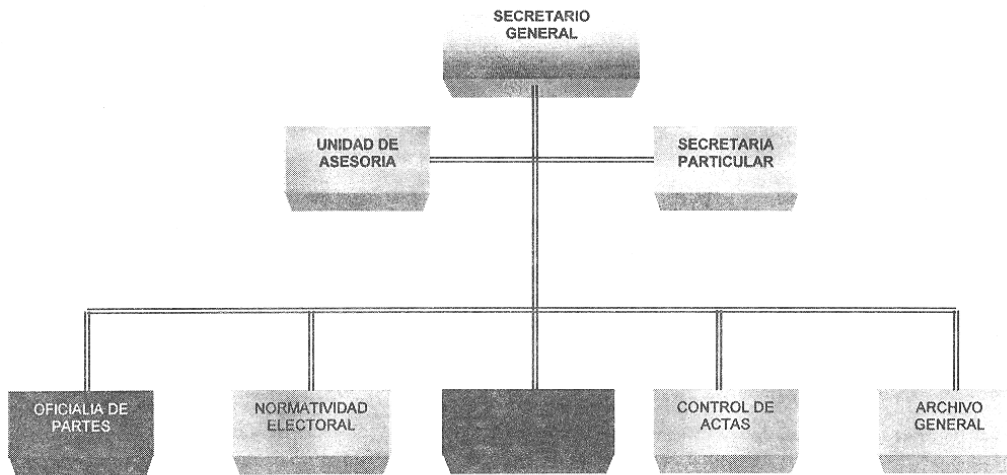 SECRETARIO
GENERAL
UNIDAD DE
ASESORIA
SECRETARIA
PARTICULAR
OFICIALIA DE
PARTES
NORMATIVIDAD
ELECTORAL
CONTROL DE
ACTAS
ARCHIVO
GENERAL